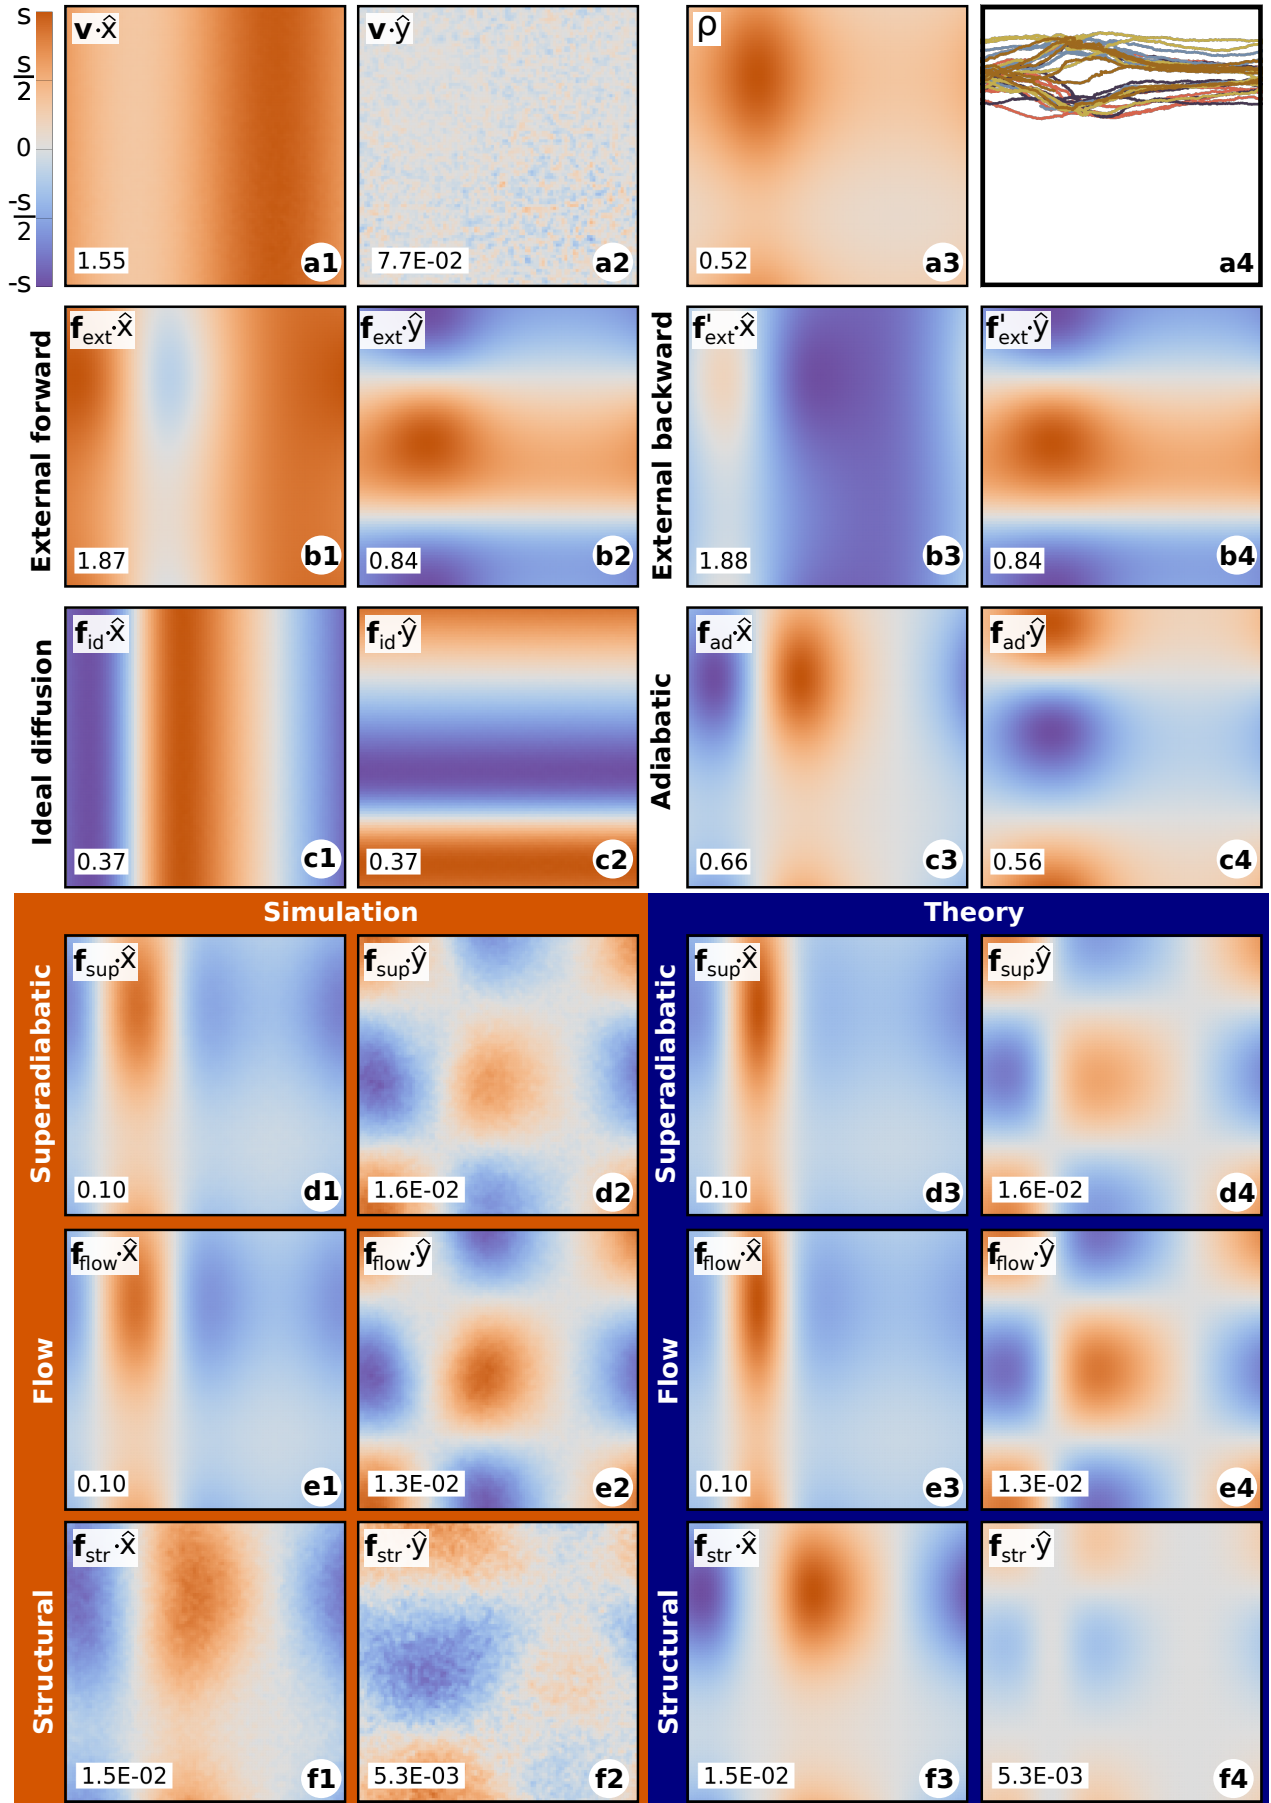 S
S
2
0
-S
2
-S
v·x̂
1.55
a1
v·ŷ
7.7E-02
a2
ρ
0.52
a3
a4
External forward
f_ext·x̂
1.87
b1
f_ext·ŷ
0.84
b2
External backward
f'_ext·x̂
1.88
b3
f'_ext·ŷ
0.84
b4
Ideal diffusion
f_id·x̂
0.37
c1
f_id·ŷ
0.37
c2
Adiabatic
f_ad·x̂
0.66
c3
f_ad·ŷ
0.56
c4
Simulation
Theory
Superadiabatic
f_sup·x̂
0.10
d1
f_sup·ŷ
1.6E-02
d2
Superadiabatic
f_sup·x̂
0.10
d3
f_sup·ŷ
1.6E-02
d4
Flow
f_flow·x̂
0.10
e1
f_flow·ŷ
1.3E-02
e2
Flow
f_flow·x̂
0.10
e3
f_flow·ŷ
1.3E-02
e4
Structural
f_str·x̂
1.5E-02
f1
f_str·ŷ
5.3E-03
f2
Structural
f_str·x̂
1.5E-02
f3
f_str·ŷ
5.3E-03
f4